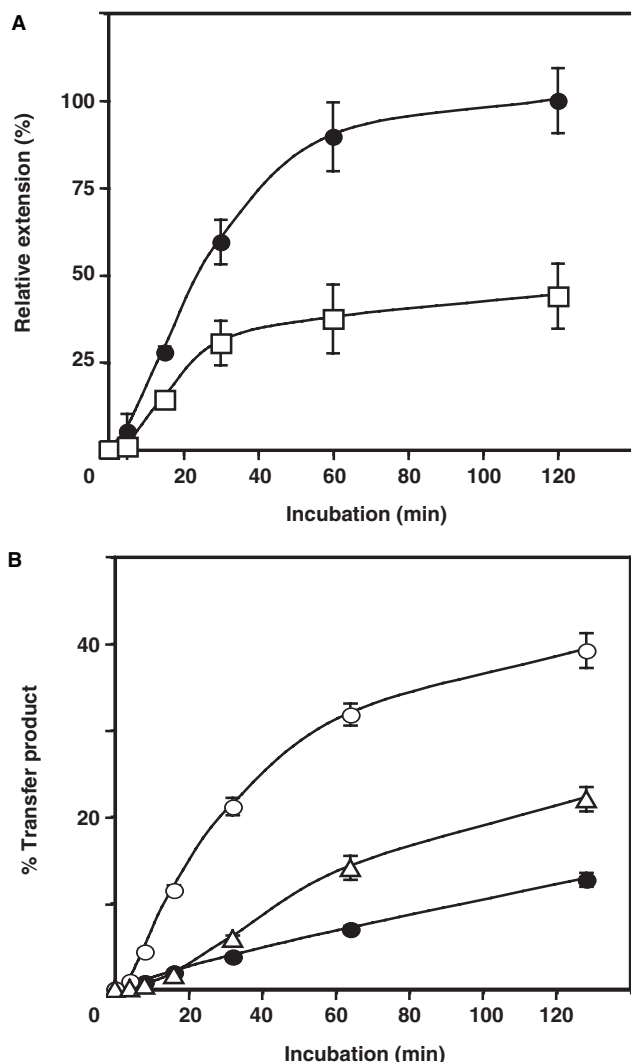 A
Relative extension (%)
100
75
50
25
0 20 40 60 80 100 120
Incubation (min)
B
% Transfer product
40
20
0 20 40 60 80 100 120
Incubation (min)